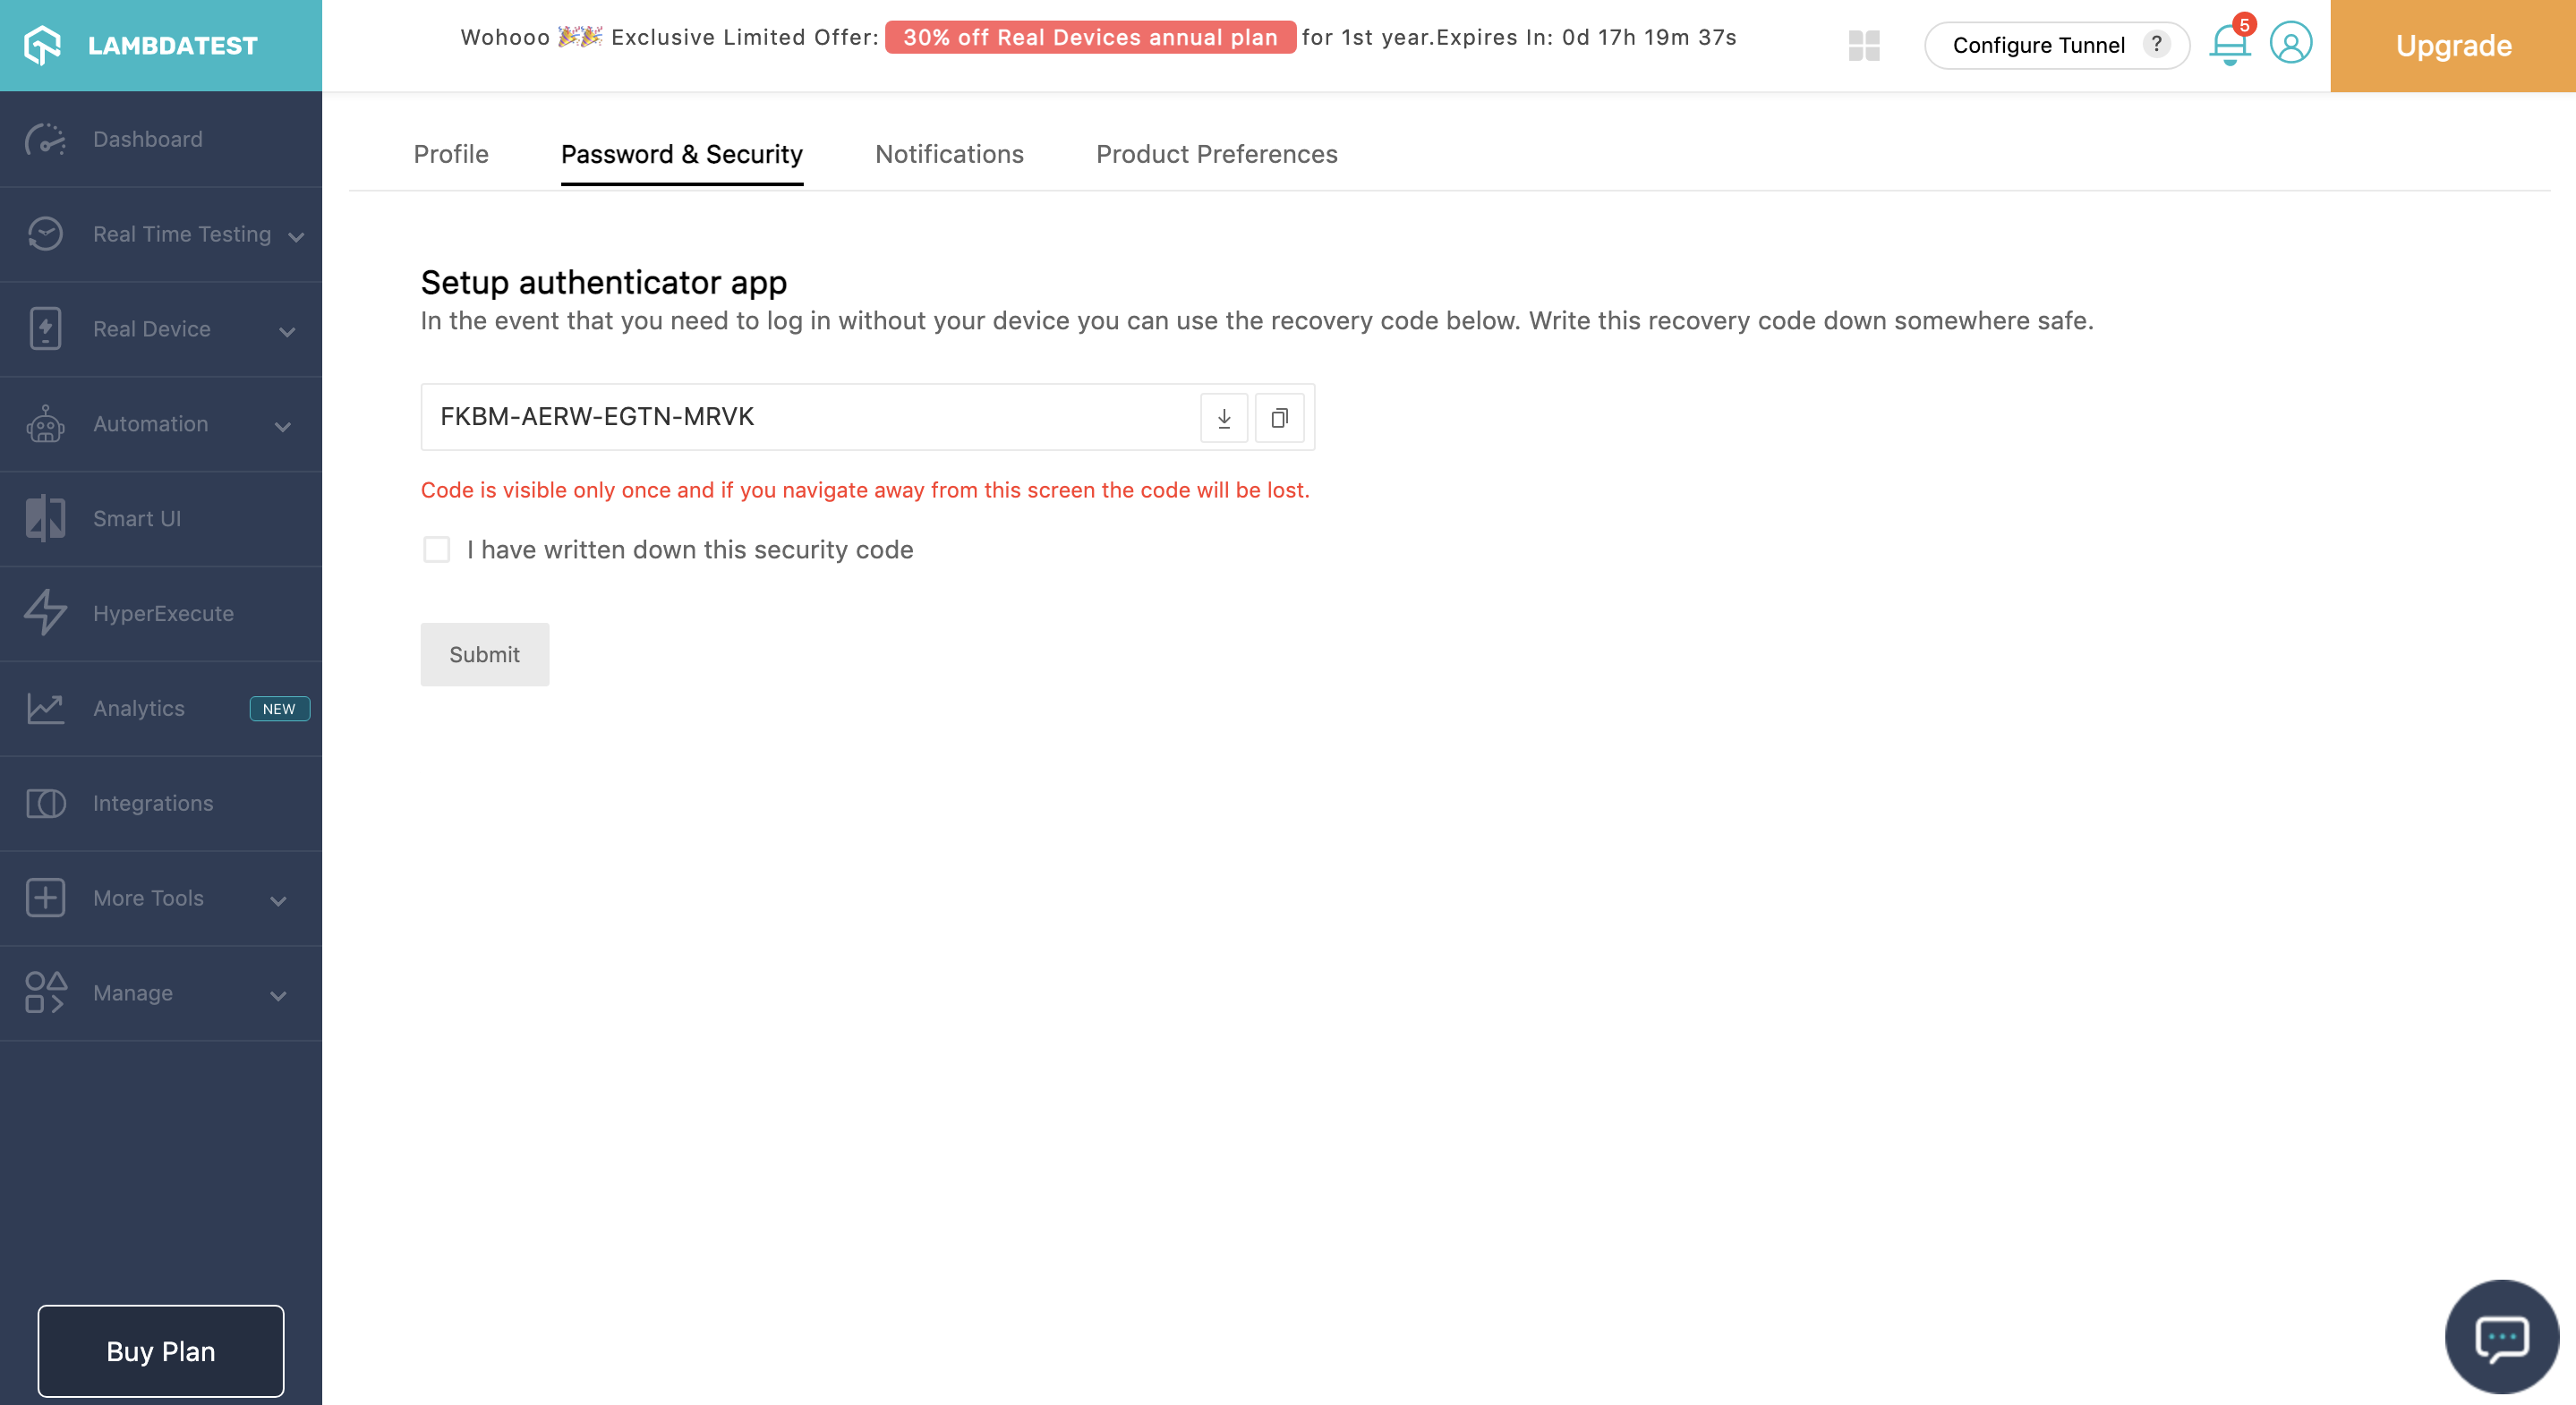 LAMBDATEST
Wohooo 🎉🎉 Exclusive Limited Offer: 30% off Real Devices annual plan for 1st year.Expires In: 0d 17h 19m 37s
Configure Tunnel ?
5
Upgrade
Dashboard
Real Time Testing
Real Device
Automation
Smart UI
HyperExecute
Analytics NEW
Integrations
More Tools
Manage
Buy Plan
Profile Password & Security Notifications Product Preferences
Setup authenticator app
In the event that you need to log in without your device you can use the recovery code below. Write this recovery code down somewhere safe.
FKBM-AERW-EGTN-MRVK
Code is visible only once and if you navigate away from this screen the code will be lost.
I have written down this security code
Submit